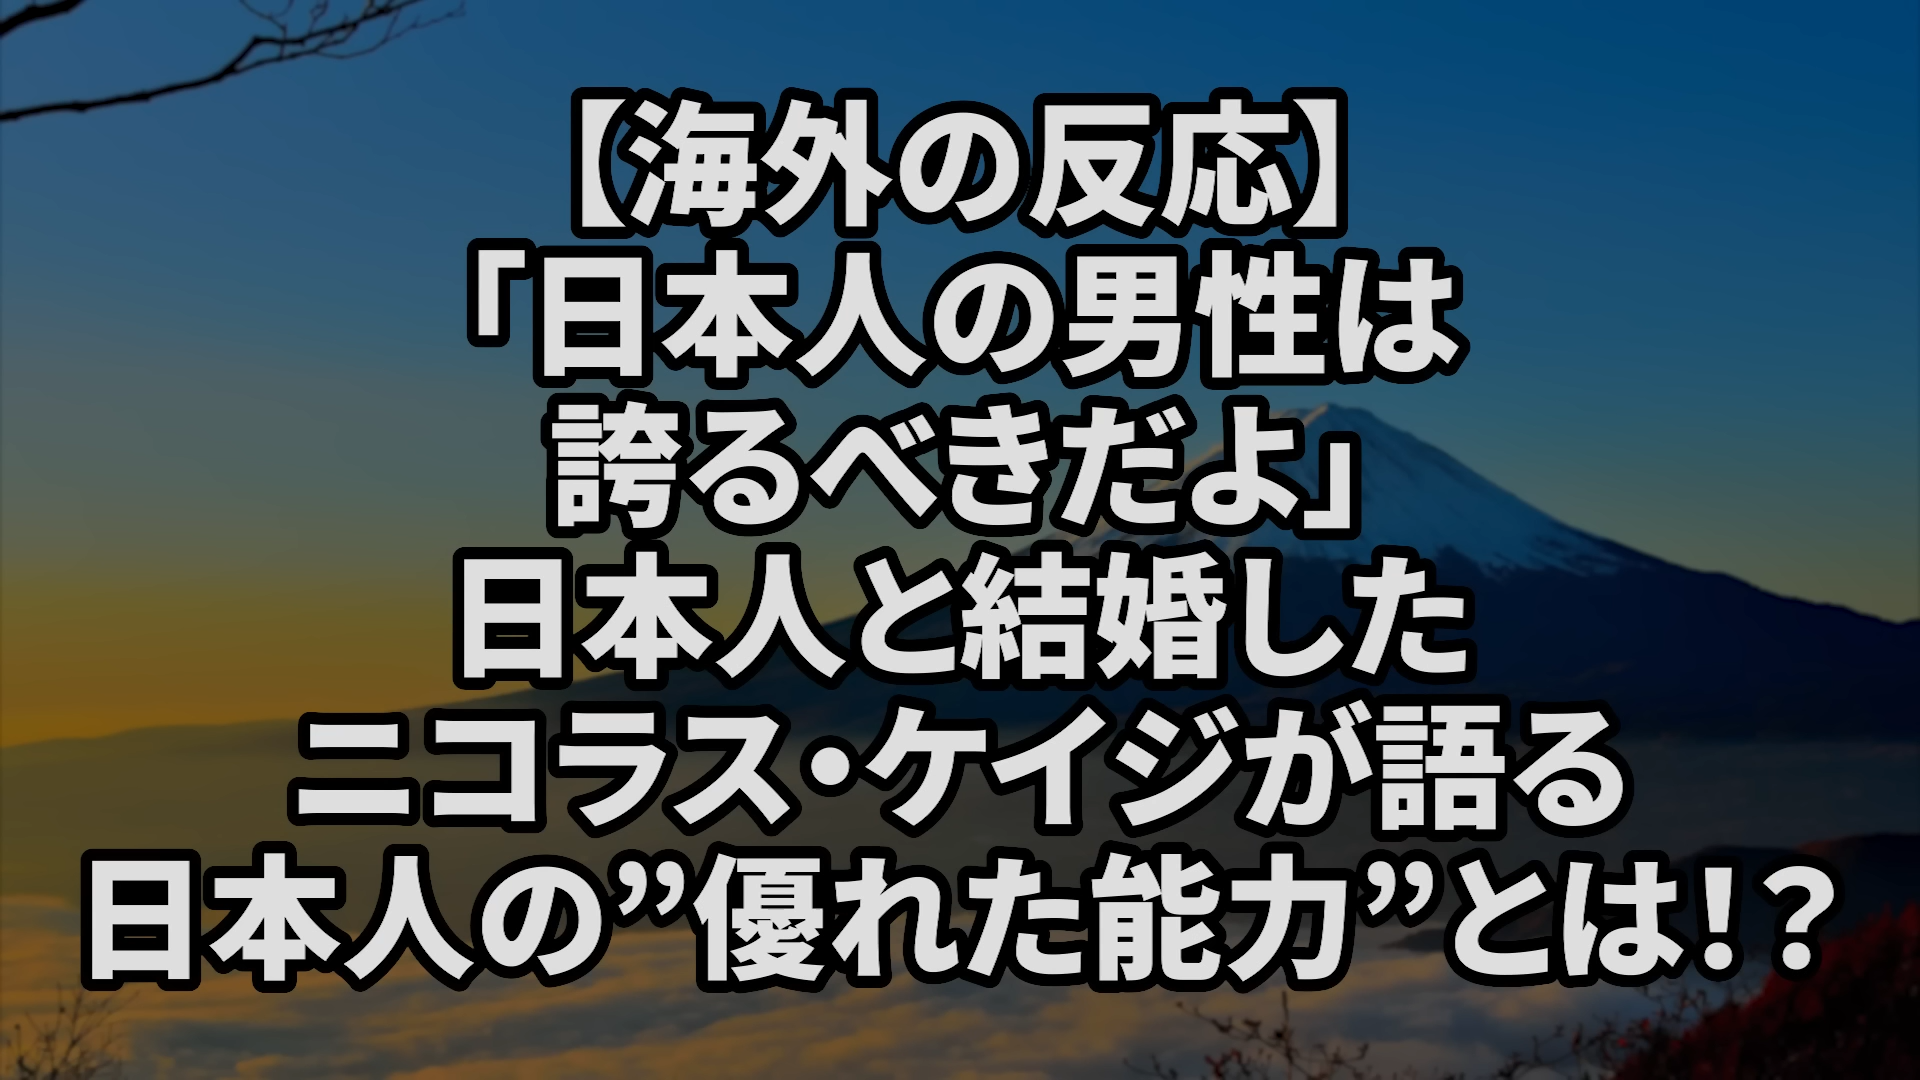 【海外の反応】
「日本人の男性は
誇るべきだよ」
日本人と結婚した
ニコラス・ケイジが語る
日本人の”優れた能力”とは!?